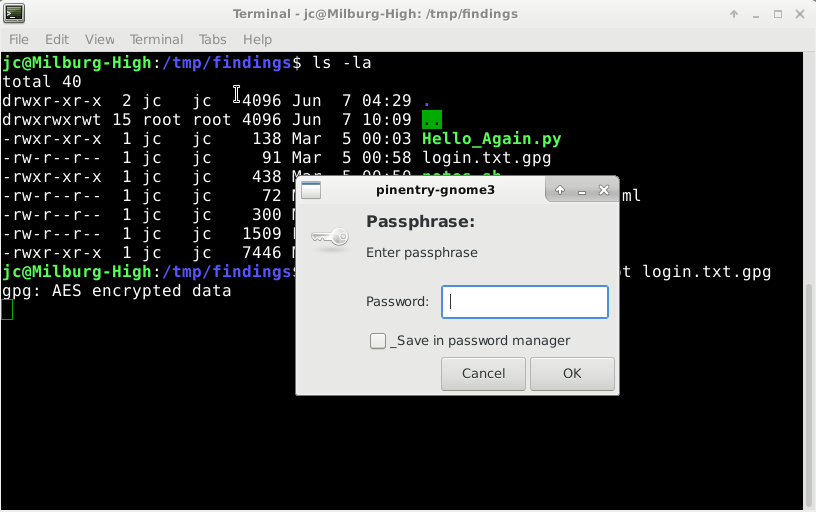 Terminal - jc@Milburg-High: /tmp/findings
File Edit View Terminal Tabs Help
jc@Milburg-High:/tmp/findings$ ls -la
total 40
drwxr-xr-x 2 jc jc 4096 Jun 7 04:29 .
drwxrwxrwt 15 root root 4096 Jun 7 10:09 ..
-rwxr-xr-x 1 jc jc 138 Mar 5 00:03 Hello_Again.py
-rw-r--r-- 1 jc jc 91 Mar 5 00:58 login.txt.gpg
-rwxr-xr-x 1 jc jc 438
-rw-r--r-- 1 jc jc 72 ml
-rw-r--r-- 1 jc jc 300
-rw-r--r-- 1 jc jc 1509
-rwxr-xr-x 1 jc jc 7446
jc@Milburg-High:/tmp/findings login.txt.gpg
gpg: AES encrypted data
pinentry-gnome3
Passphrase:
Enter passphrase
Password:
_Save in password manager
Cancel OK